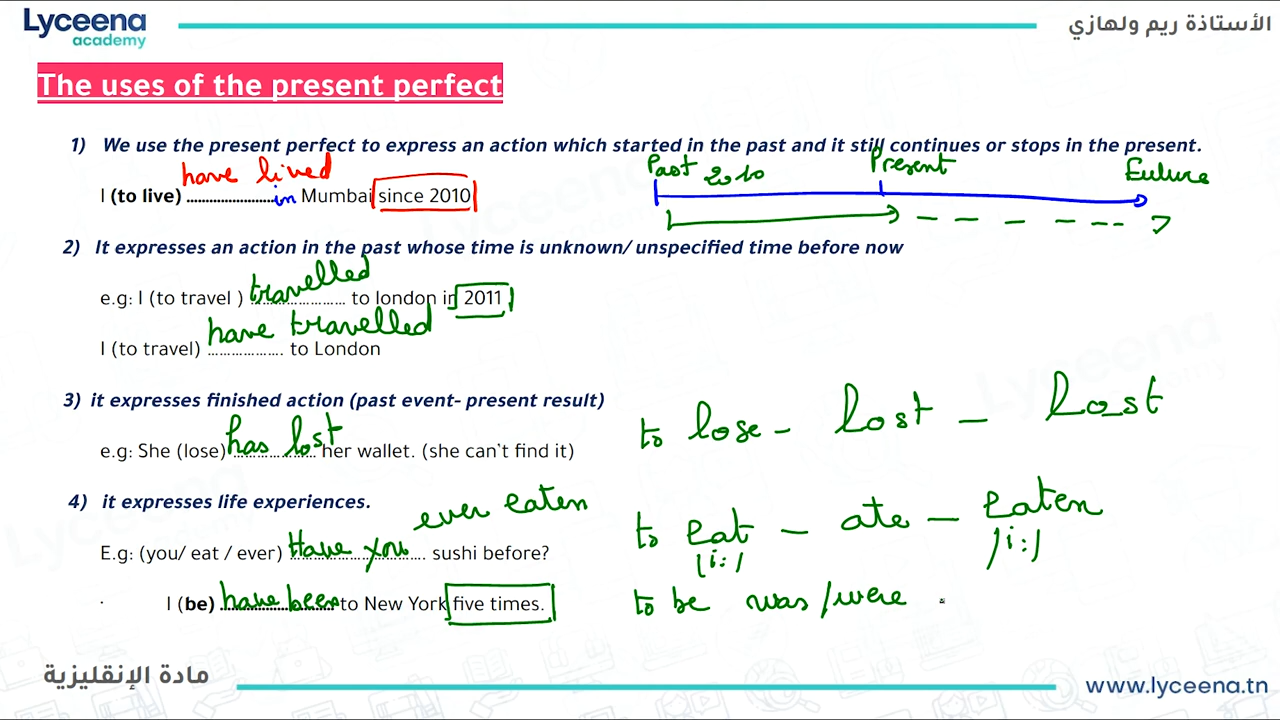 Lyceena
academy
الأستاذة ريم ولهازي
The uses of the present perfect
1) We use the present perfect to express an action which started in the past and it still continues or stops in the present.
have lived
Past 2010 Present Future
I (to live) ........................in Mumbai since 2010
2) It expresses an action in the past whose time is unknown/ unspecified time before now
travelled
e.g: I (to travel ) ........................ to london in 2011
have travelled
I (to travel) ................... to London
3) it expresses finished action (past event- present result)
to lose - lost - lost
has lost
e.g: She (lose) ..................her wallet. (she can't find it)
4) it expresses life experiences.
ever eaten
to eat - ate - eaten
E.g: (you/ eat / ever) Have you ........................ sushi before?
/i:/ /i:/
I (be) have been to New York five times.
to be was/were
مادة الإنقليزية
www.lyceena.tn